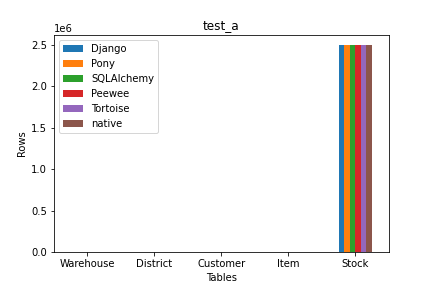 test_a
1e6
2.5
2.0
1.5
1.0
0.5
0.0
Rows
Django
Pony
SQLAlchemy
Peewee
Tortoise
native
Warehouse District Customer Item Stock
Tables